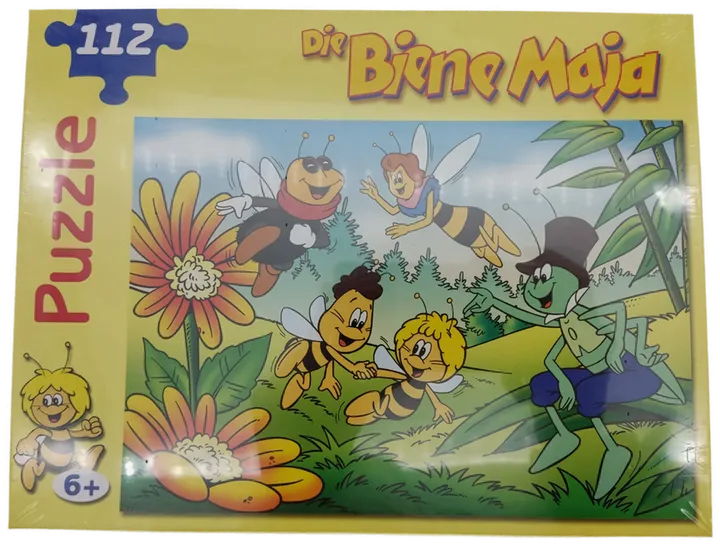 112
Die Biene Maja
Puzzle
6+